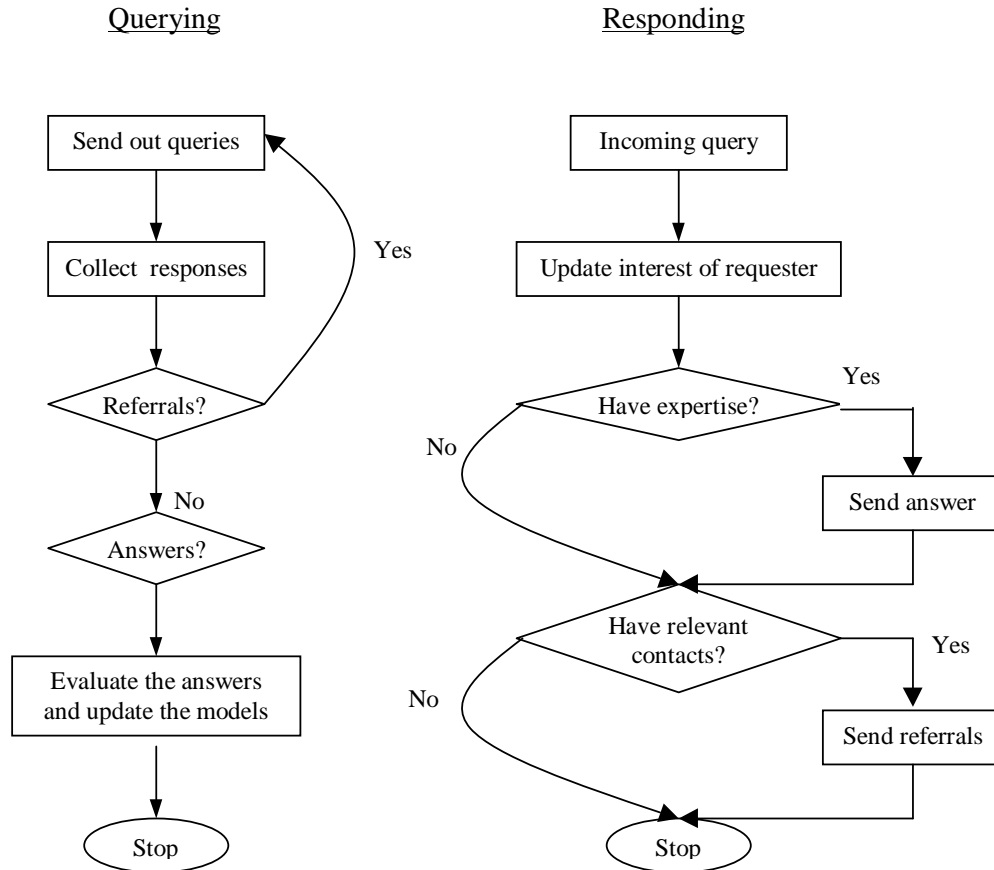 Querying
Send out queries
Yes
Collect responses
Referrals?
No
Answers?
Evaluate the answers
and update the models
Stop
Responding
Incoming query
Update interest of requester
Yes
Have expertise?
No
Send answer
Have relevant
contacts?
Yes
No
Send referrals
Stop